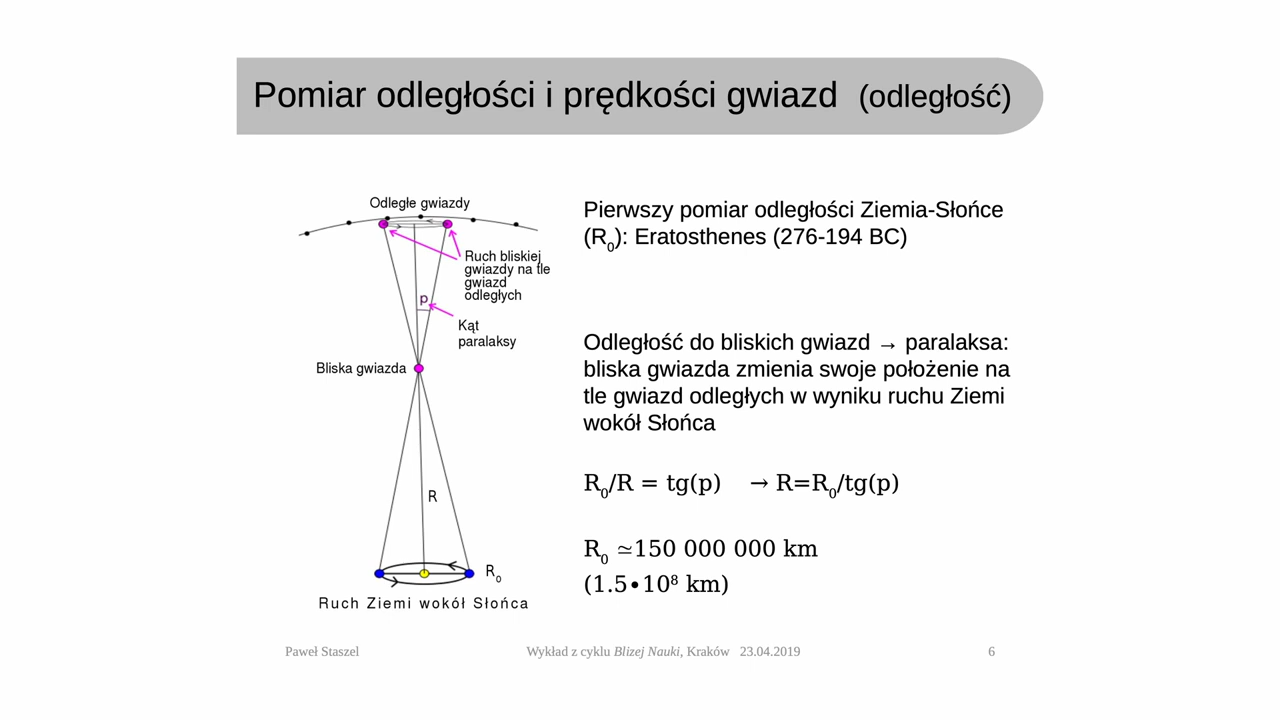 Pomiar odległości i prędkości gwiazd (odległość)
Odległe gwiazdy
Ruch bliskiej
gwiazdy na tle
gwiazd
odległych
p
Kąt
paralaksy
Bliska gwiazda
R
R₀
Ruch Ziemi wokół Słońca
Pierwszy pomiar odległości Ziemia-Słońce
(R₀): Eratosthenes (276-194 BC)
Odległość do bliskich gwiazd → paralaksa:
bliska gwiazda zmienia swoje położenie na
tle gwiazd odległych w wyniku ruchu Ziemi
wokół Słońca
R₀/R = tg(p) → R=R₀/tg(p)
R₀ ≃150 000 000 km
(1.5•10⁸ km)
Paweł Staszel
Wykład z cyklu Blizej Nauki, Kraków 23.04.2019
6